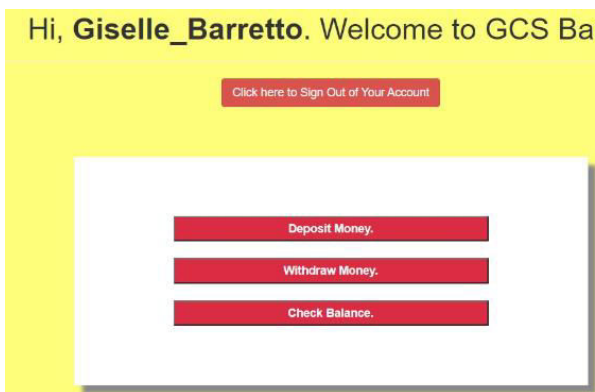 Hi, Giselle_Barretto. Welcome to GCS Ba
Click here to Sign Out of Your Account
Deposit Money.
Withdraw Money.
Check Balance.